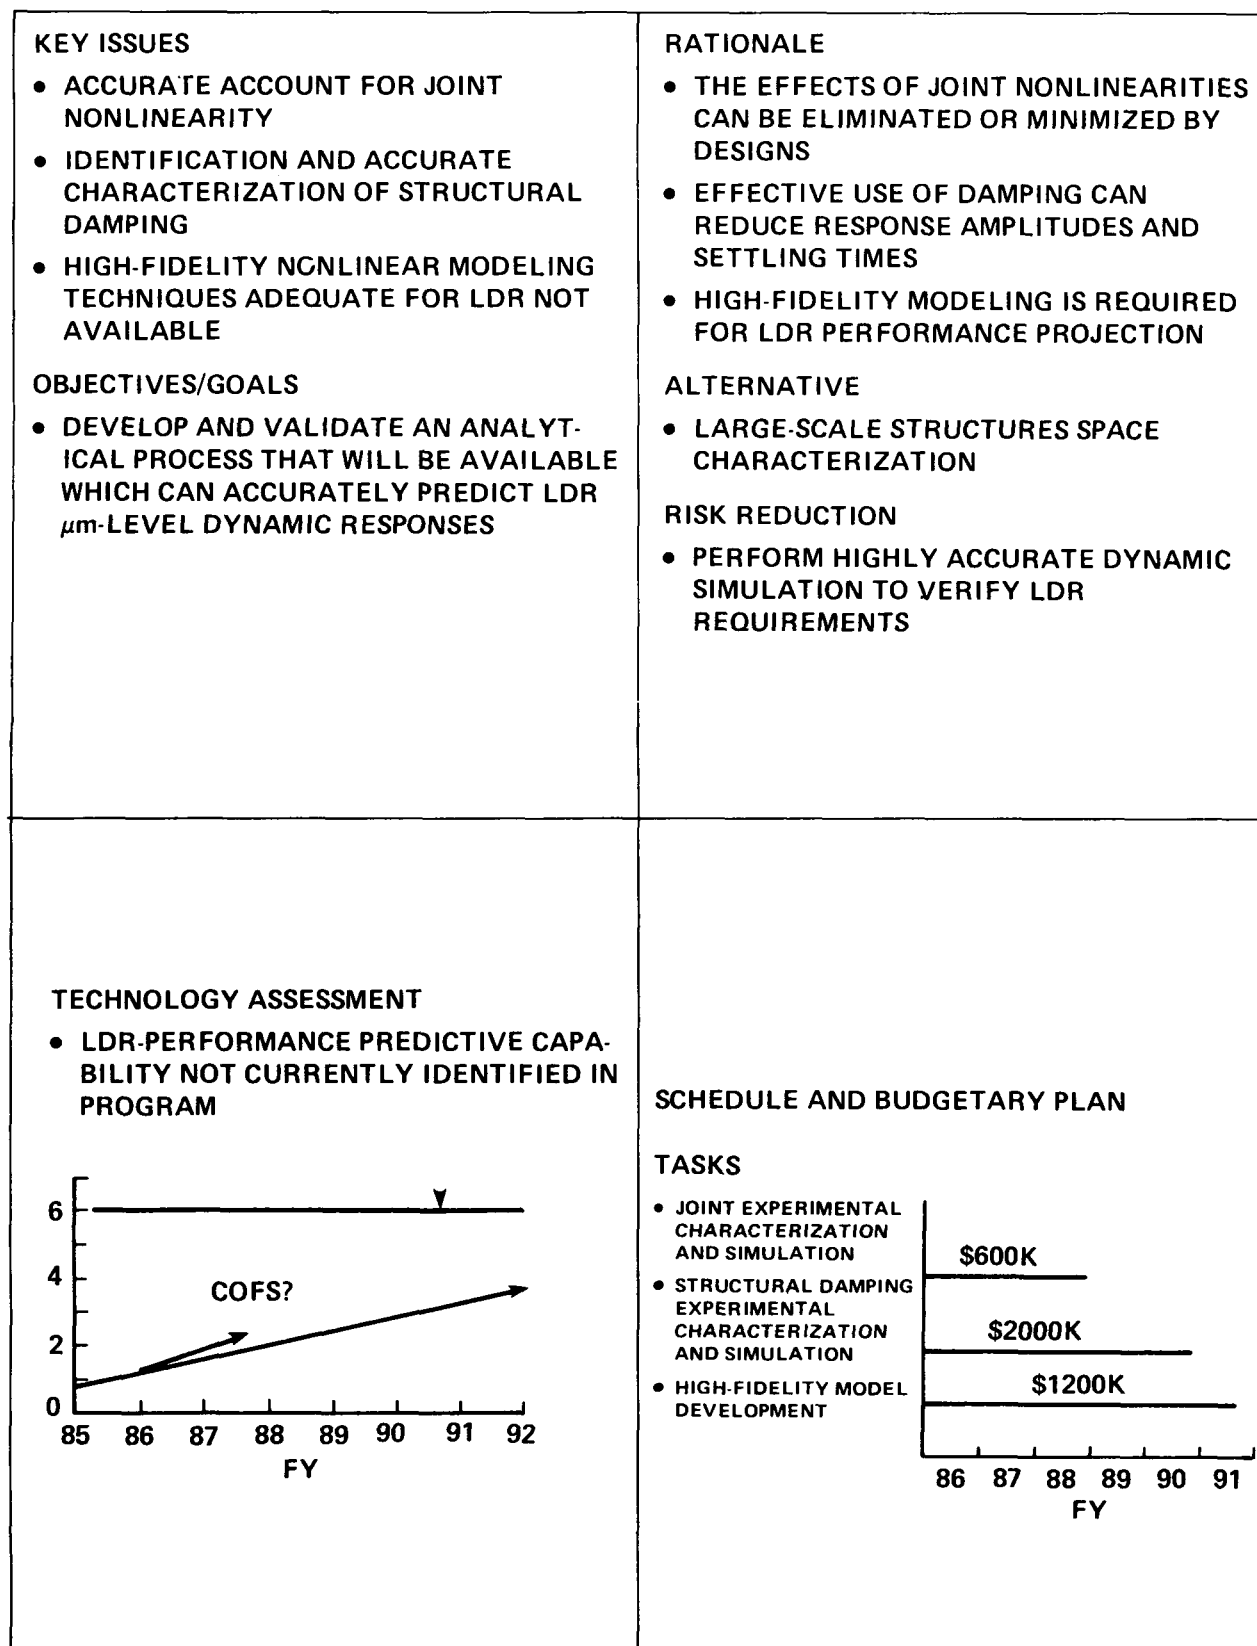 KEY ISSUES
• ACCURATE ACCOUNT FOR JOINT
NONLINEARITY
• IDENTIFICATION AND ACCURATE
CHARACTERIZATION OF STRUCTURAL
DAMPING
• HIGH-FIDELITY NONLINEAR MODELING
TECHNIQUES ADEQUATE FOR LDR NOT
AVAILABLE
OBJECTIVES/GOALS
• DEVELOP AND VALIDATE AN ANALYT-
ICAL PROCESS THAT WILL BE AVAILABLE
WHICH CAN ACCURATELY PREDICT LDR
μm-LEVEL DYNAMIC RESPONSES
RATIONALE
• THE EFFECTS OF JOINT NONLINEARITIES
CAN BE ELIMINATED OR MINIMIZED BY
DESIGNS
• EFFECTIVE USE OF DAMPING CAN
REDUCE RESPONSE AMPLITUDES AND
SETTLING TIMES
• HIGH-FIDELITY MODELING IS REQUIRED
FOR LDR PERFORMANCE PROJECTION
ALTERNATIVE
• LARGE-SCALE STRUCTURES SPACE
CHARACTERIZATION
RISK REDUCTION
• PERFORM HIGHLY ACCURATE DYNAMIC
SIMULATION TO VERIFY LDR
REQUIREMENTS
TECHNOLOGY ASSESSMENT
• LDR-PERFORMANCE PREDICTIVE CAPA-
BILITY NOT CURRENTLY IDENTIFIED IN
PROGRAM
6
4
COFS?
2
0
85 86 87 88 89 90 91 92
FY
SCHEDULE AND BUDGETARY PLAN
TASKS
• JOINT EXPERIMENTAL
CHARACTERIZATION
AND SIMULATION
$600K
• STRUCTURAL DAMPING
EXPERIMENTAL
CHARACTERIZATION
AND SIMULATION
$2000K
• HIGH-FIDELITY MODEL
DEVELOPMENT
$1200K
86 87 88 89 90 91
FY